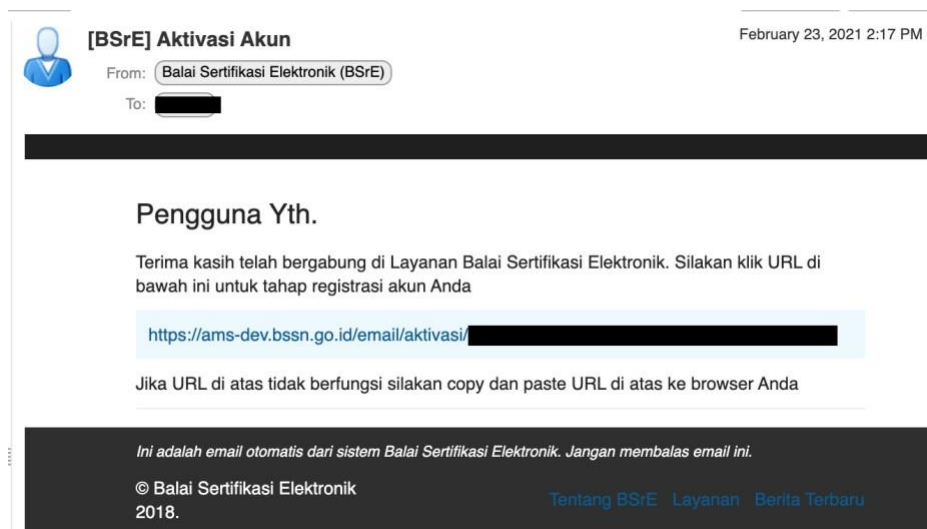 [BSrE] Aktivasi Akun
February 23, 2021 2:17 PM
From: Balai Sertifikasi Elektronik (BSrE)
To:
Pengguna Yth.
Terima kasih telah bergabung di Layanan Balai Sertifikasi Elektronik. Silakan klik URL di
bawah ini untuk tahap registrasi akun Anda
https://ams-dev.bssn.go.id/email/aktivasi/
Jika URL di atas tidak berfungsi silakan copy dan paste URL di atas ke browser Anda
Ini adalah email otomatis dari sistem Balai Sertifikasi Elektronik. Jangan membalas email ini.
© Balai Sertifikasi Elektronik
2018.
Tentang BSrE Layanan Berita Terbaru